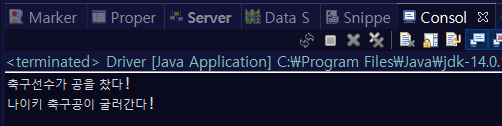 Marker Proper Server Data S Snippe Consol
<terminated> Driver [Java Application] C:₩Program Files₩Java₩jdk-14.0.
축구선수가 공을 찼다!
나이키 축구공이 굴러간다!